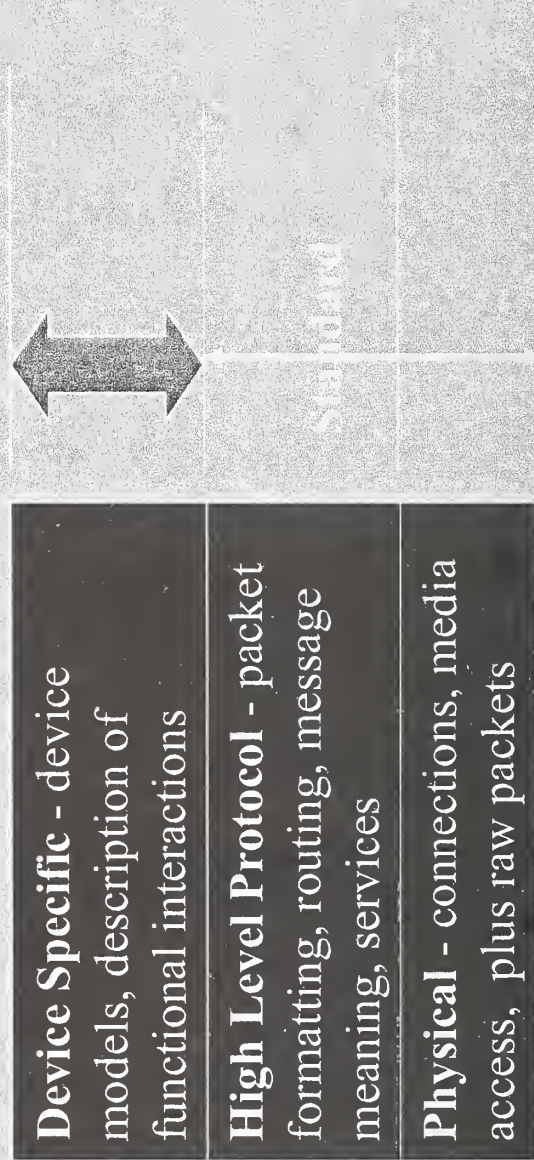 Device Specific - device
models, description of
functional interactions
High Level Protocol - packet
formatting, routing, message
meaning, services
Physical - connections, media
access, plus raw packets